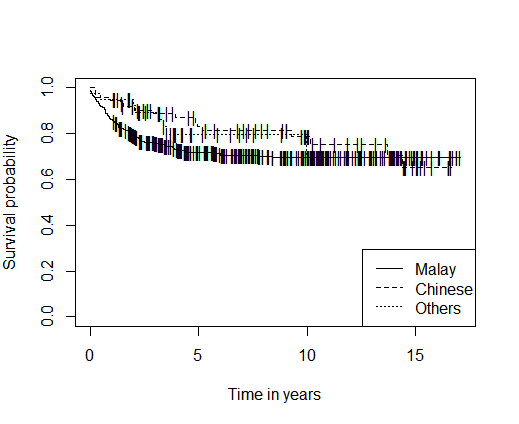 1.0
0.8
0.6
0.4
0.2
0.0
Survival probability
Malay
Chinese
Others
0 5 10 15
Time in years